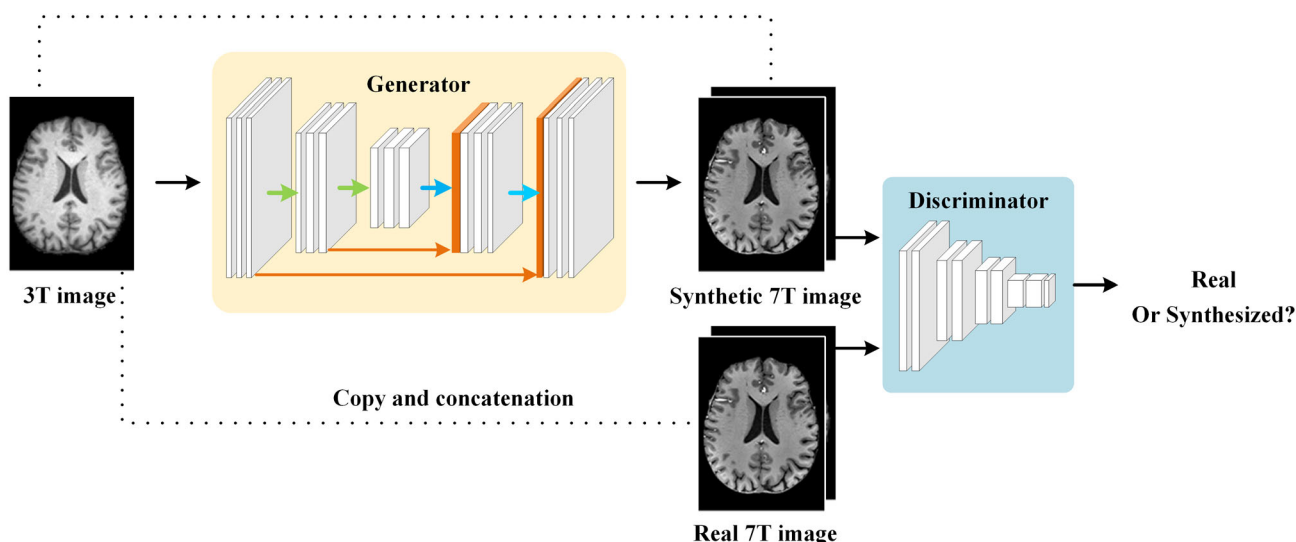 Generator
3T image
Synthetic 7T image
Discriminator
Real
Or Synthesized?
Copy and concatenation
Real 7T image